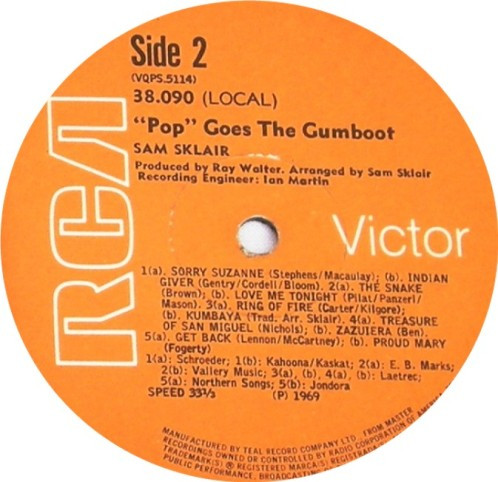 Side 2
(VQPS.5114)
38.090 (LOCAL)
"Pop" Goes The Gumboot
SAM SKLAIR
Produced by Ray Walter. Arranged by Sam Sklair
Recording Engineer: Ian Martin
RCA
Victor
1(a). SORRY SUZANNE (Stephens/Macaulay); (b). INDIAN
GIVER (Gentry/Cordell/Bloom). 2(a). THE SNAKE
(Brown); (b). LOVE ME TONIGHT (Pilat/Panzeri/
Mason). 3(a). RING OF FIRE (Carter/Kilgore);
(b). KUMBAYA (Trad. Arr. Sklair). 4(a). TREASURE
OF SAN MIGUEL (Nichols); (b). ZAZUIERA (Ben).
5(a). GET BACK (Lennon/McCartney); (b). PROUD MARY
(Fogerty)
1(a): Schroeder; 1(b): Kahoona/Kaskat; 2(a): E. B. Marks;
2(b): Vallery Music; 3(a), (b), 4(a), (b): Laetrec;
5(a): Northern Songs; 5(b): Jondora
SPEED 33⅓ (P) 1969
MANUFACTURED BY TEAL RECORD COMPANY LTD., FROM MASTER
RECORDINGS OWNED OR CONTROLLED BY RADIO CORPORATION OF AMERICA
TRADEMARK(S) ® REGISTERED MARCA(S)
PUBLIC PERFORMANCE, BROADCASTING